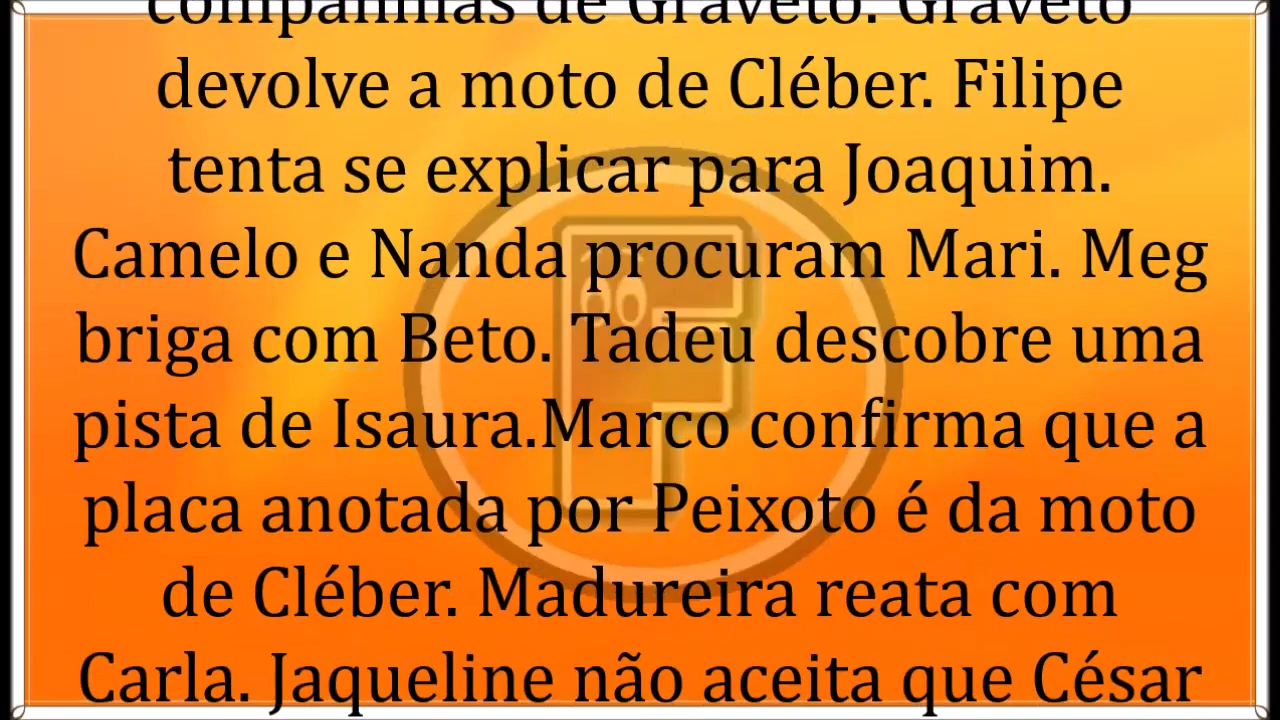 companhias de Graveto. Graveto
devolve a moto de Cléber. Filipe
tenta se explicar para Joaquim.
Camelo e Nanda procuram Mari. Meg
briga com Beto. Tadeu descobre uma
pista de Isaura.Marco confirma que a
placa anotada por Peixoto é da moto
de Cléber. Madureira reata com
Carla. Jaqueline não aceita que César